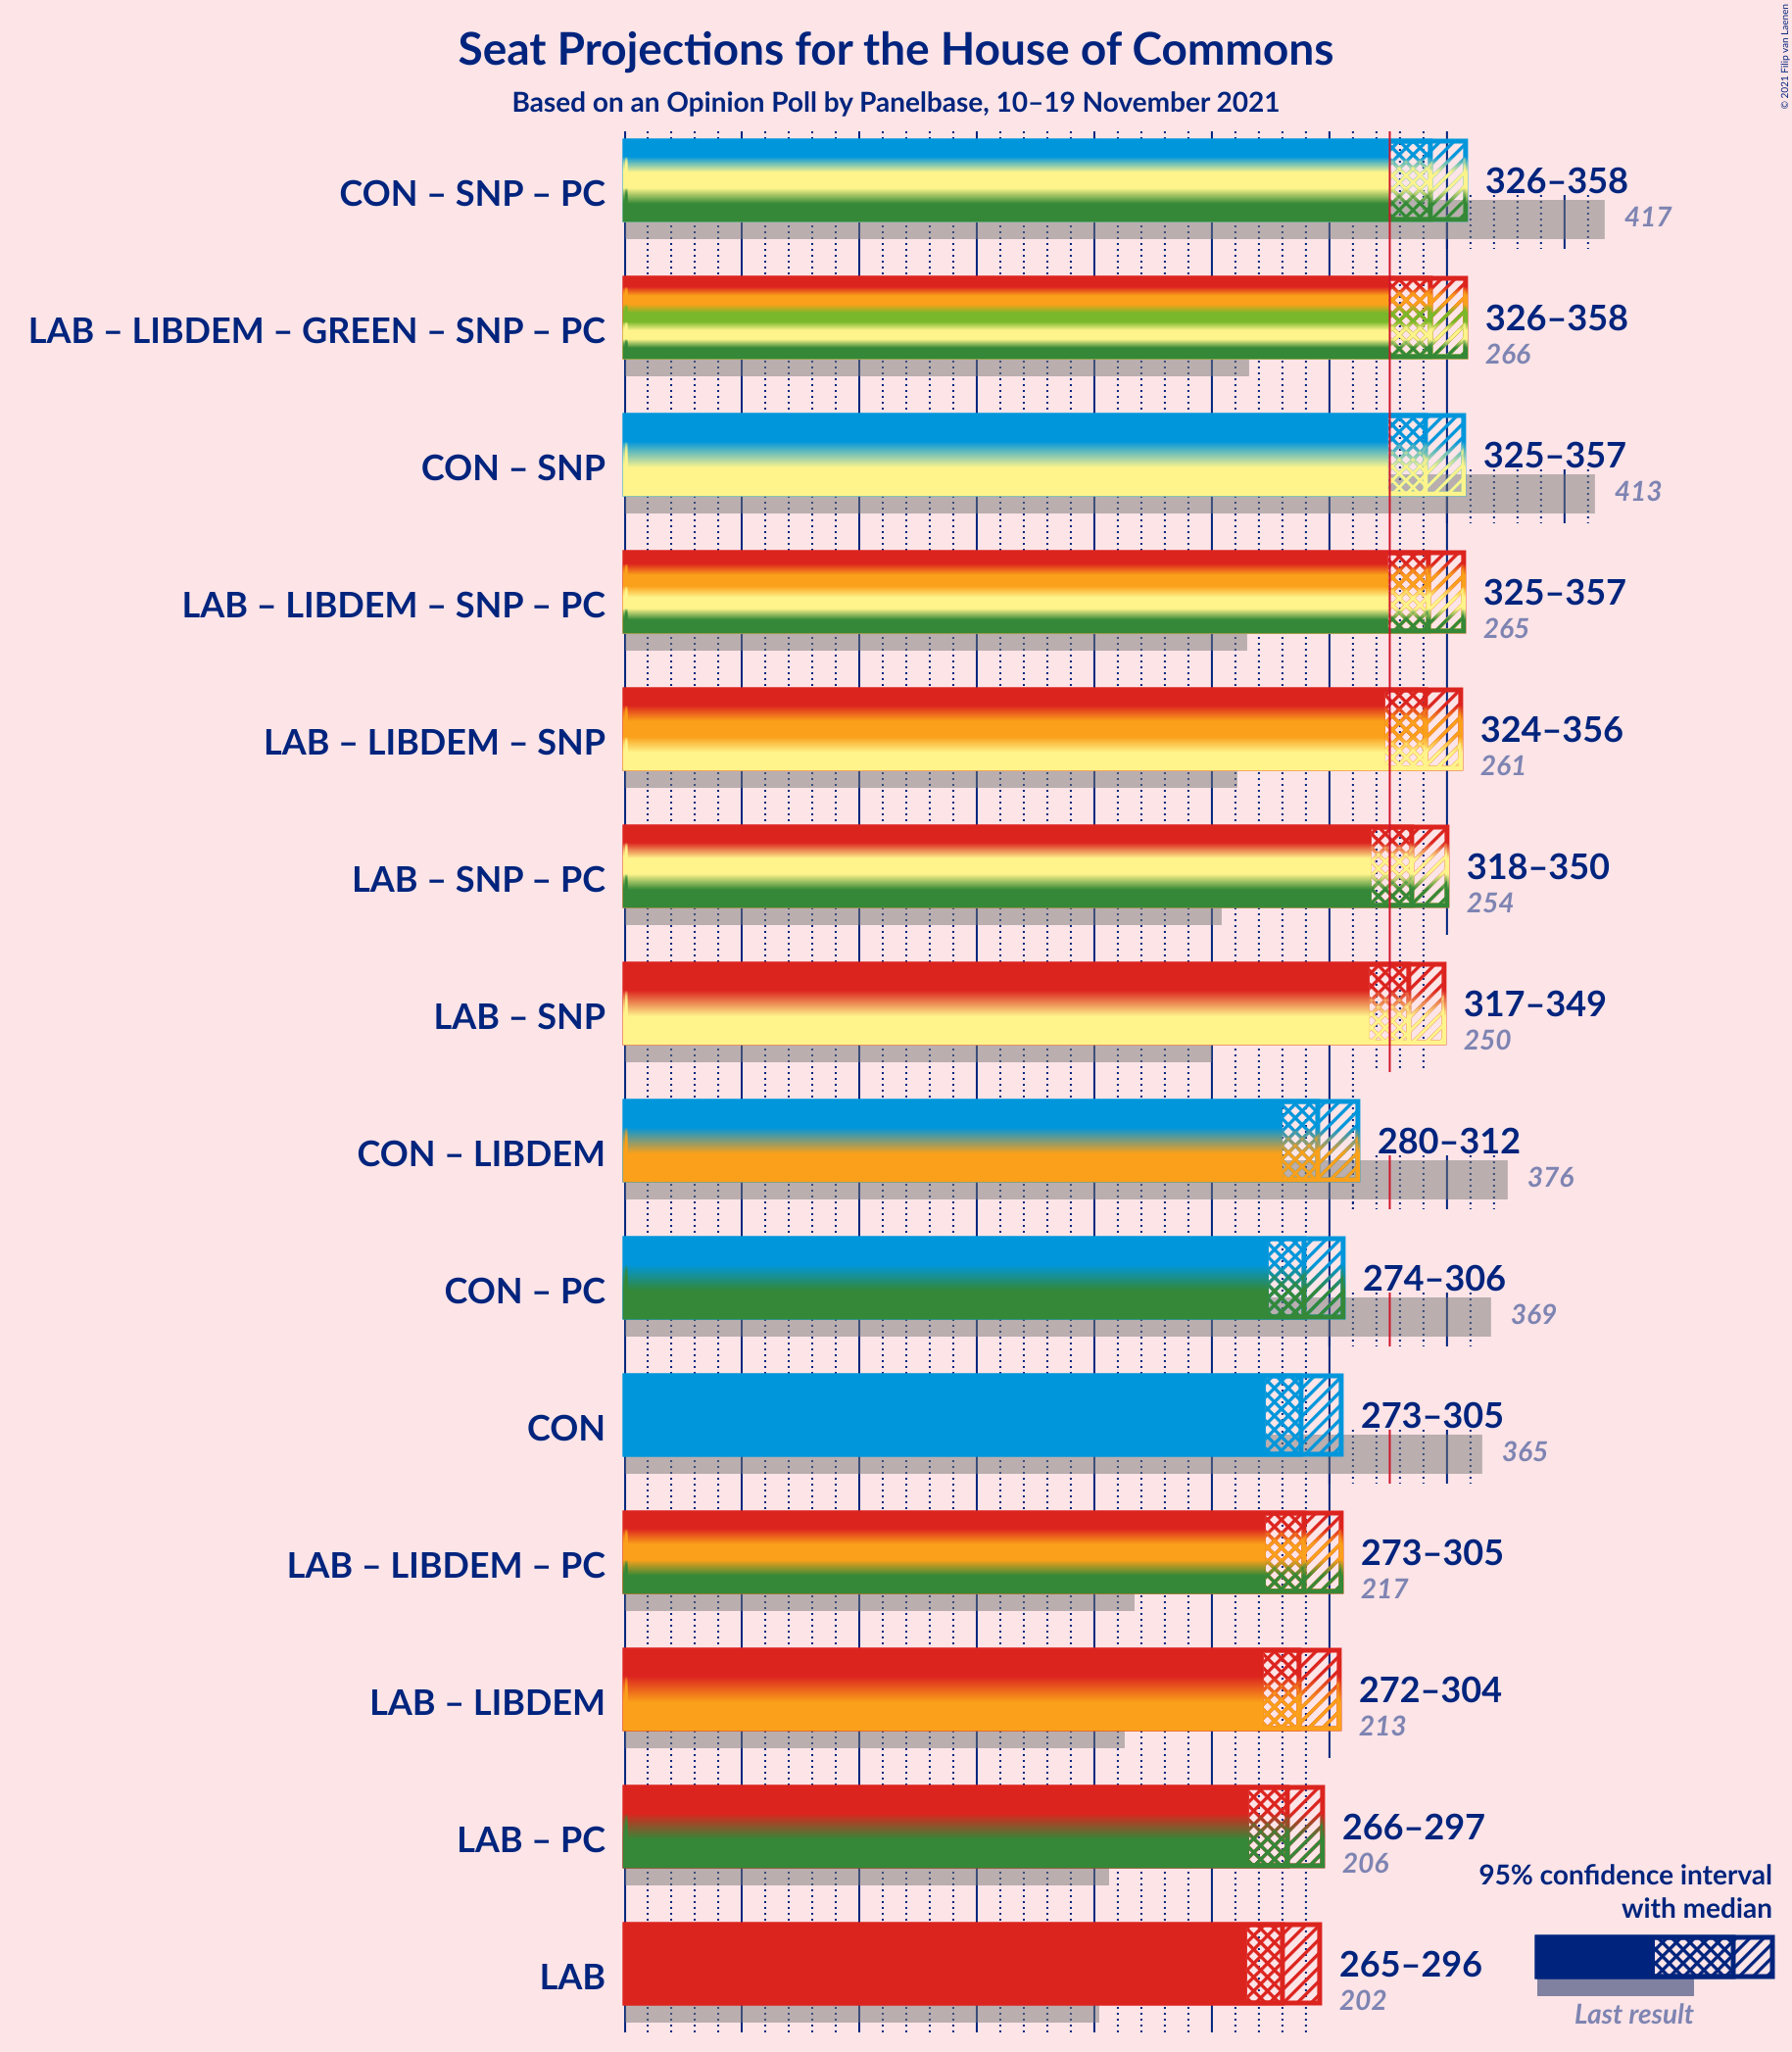 Seat Projections for the House of Commons
Based on an Opinion Poll by Panelbase, 10–19 November 2021
© 2021 Filip van Laenen
CON – SNP – PC
326–358
417
LAB – LIBDEM – GREEN – SNP – PC
326–358
266
CON – SNP
325–357
413
LAB – LIBDEM – SNP – PC
325–357
265
LAB – LIBDEM – SNP
324–356
261
LAB – SNP – PC
318–350
254
LAB – SNP
317–349
250
CON – LIBDEM
280–312
376
CON – PC
274–306
369
CON
273–305
365
LAB – LIBDEM – PC
273–305
217
LAB – LIBDEM
272–304
213
LAB – PC
266–297
206
LAB
265–296
202
95% confidence interval
with median
Last result